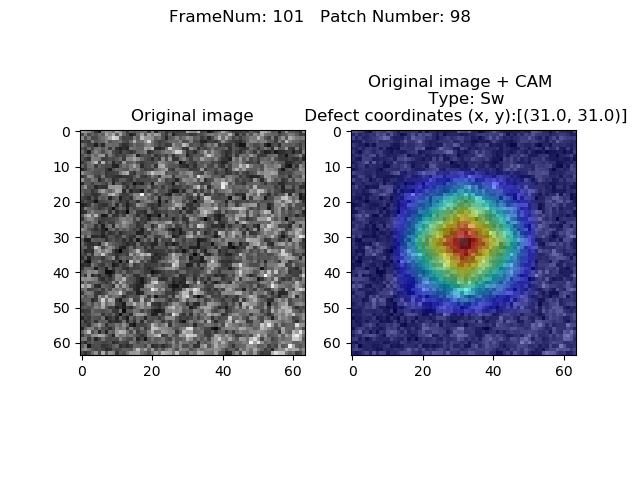 FrameNum: 101   Patch Number: 98
Original image
0
10
20
30
40
50
60
0 20 40 60
Original image + CAM
Type: Sw
Defect coordinates (x, y):[(31.0, 31.0)]
0
10
20
30
40
50
60
0 20 40 60